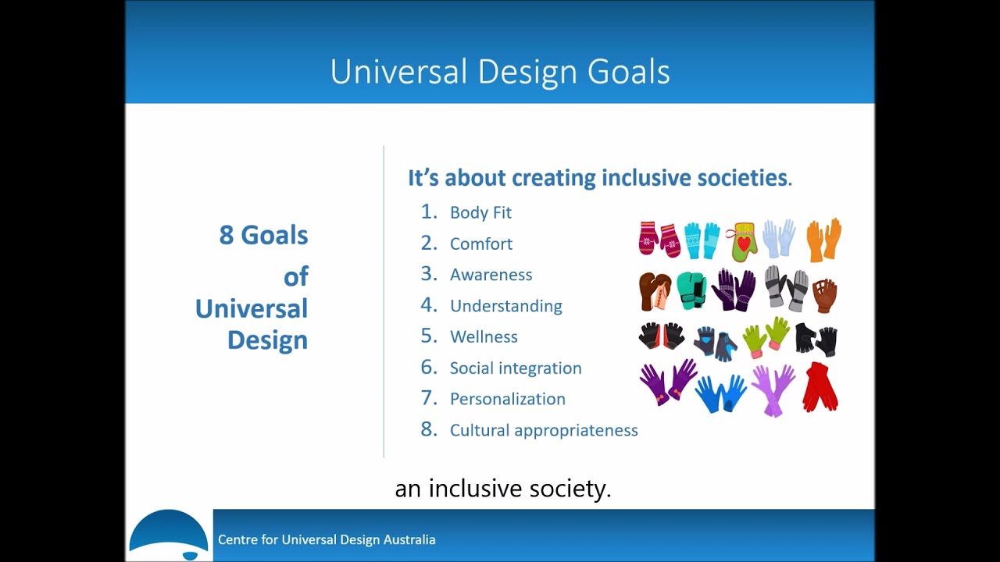 Universal Design Goals
8 Goals
of
Universal
Design
It’s about creating inclusive societies.
1. Body Fit
2. Comfort
3. Awareness
4. Understanding
5. Wellness
6. Social integration
7. Personalization
8. Cultural appropriateness
an inclusive society.
Centre for Universal Design Australia